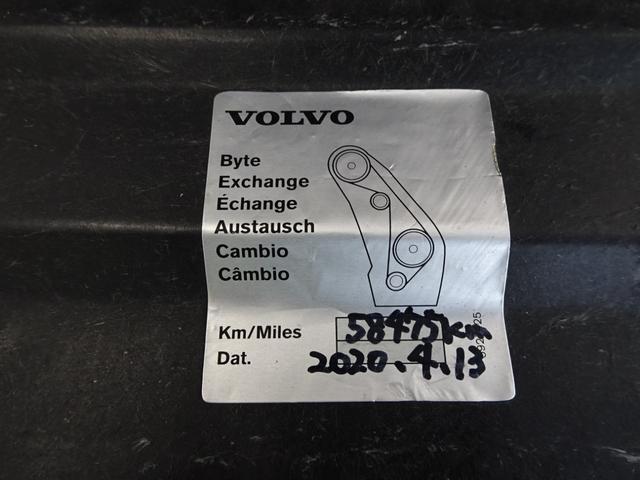 VOLVO
Byte
Exchange
Échange
Austausch
Cambio
Câmbio
Km/Miles 58475km
Dat. 2020.4.13